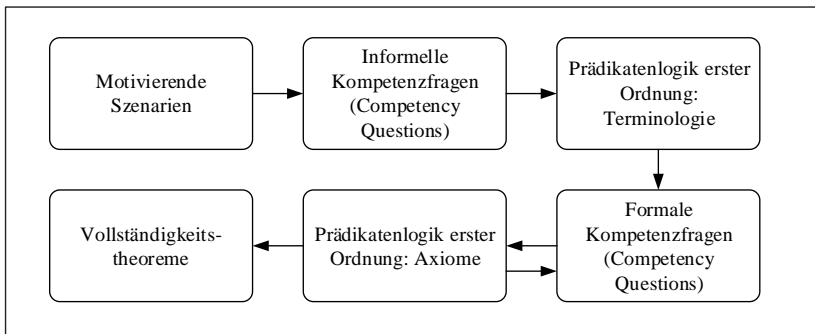 Motivierende
Szenarien
Informelle
Kompetenzfragen
(Competency
Questions)
Prädikatenlogik erster
Ordnung:
Terminologie
Formale
Kompetenzfragen
(Competency
Questions)
Prädikatenlogik erster
Ordnung: Axiome
Vollständigkeits-
theoreme